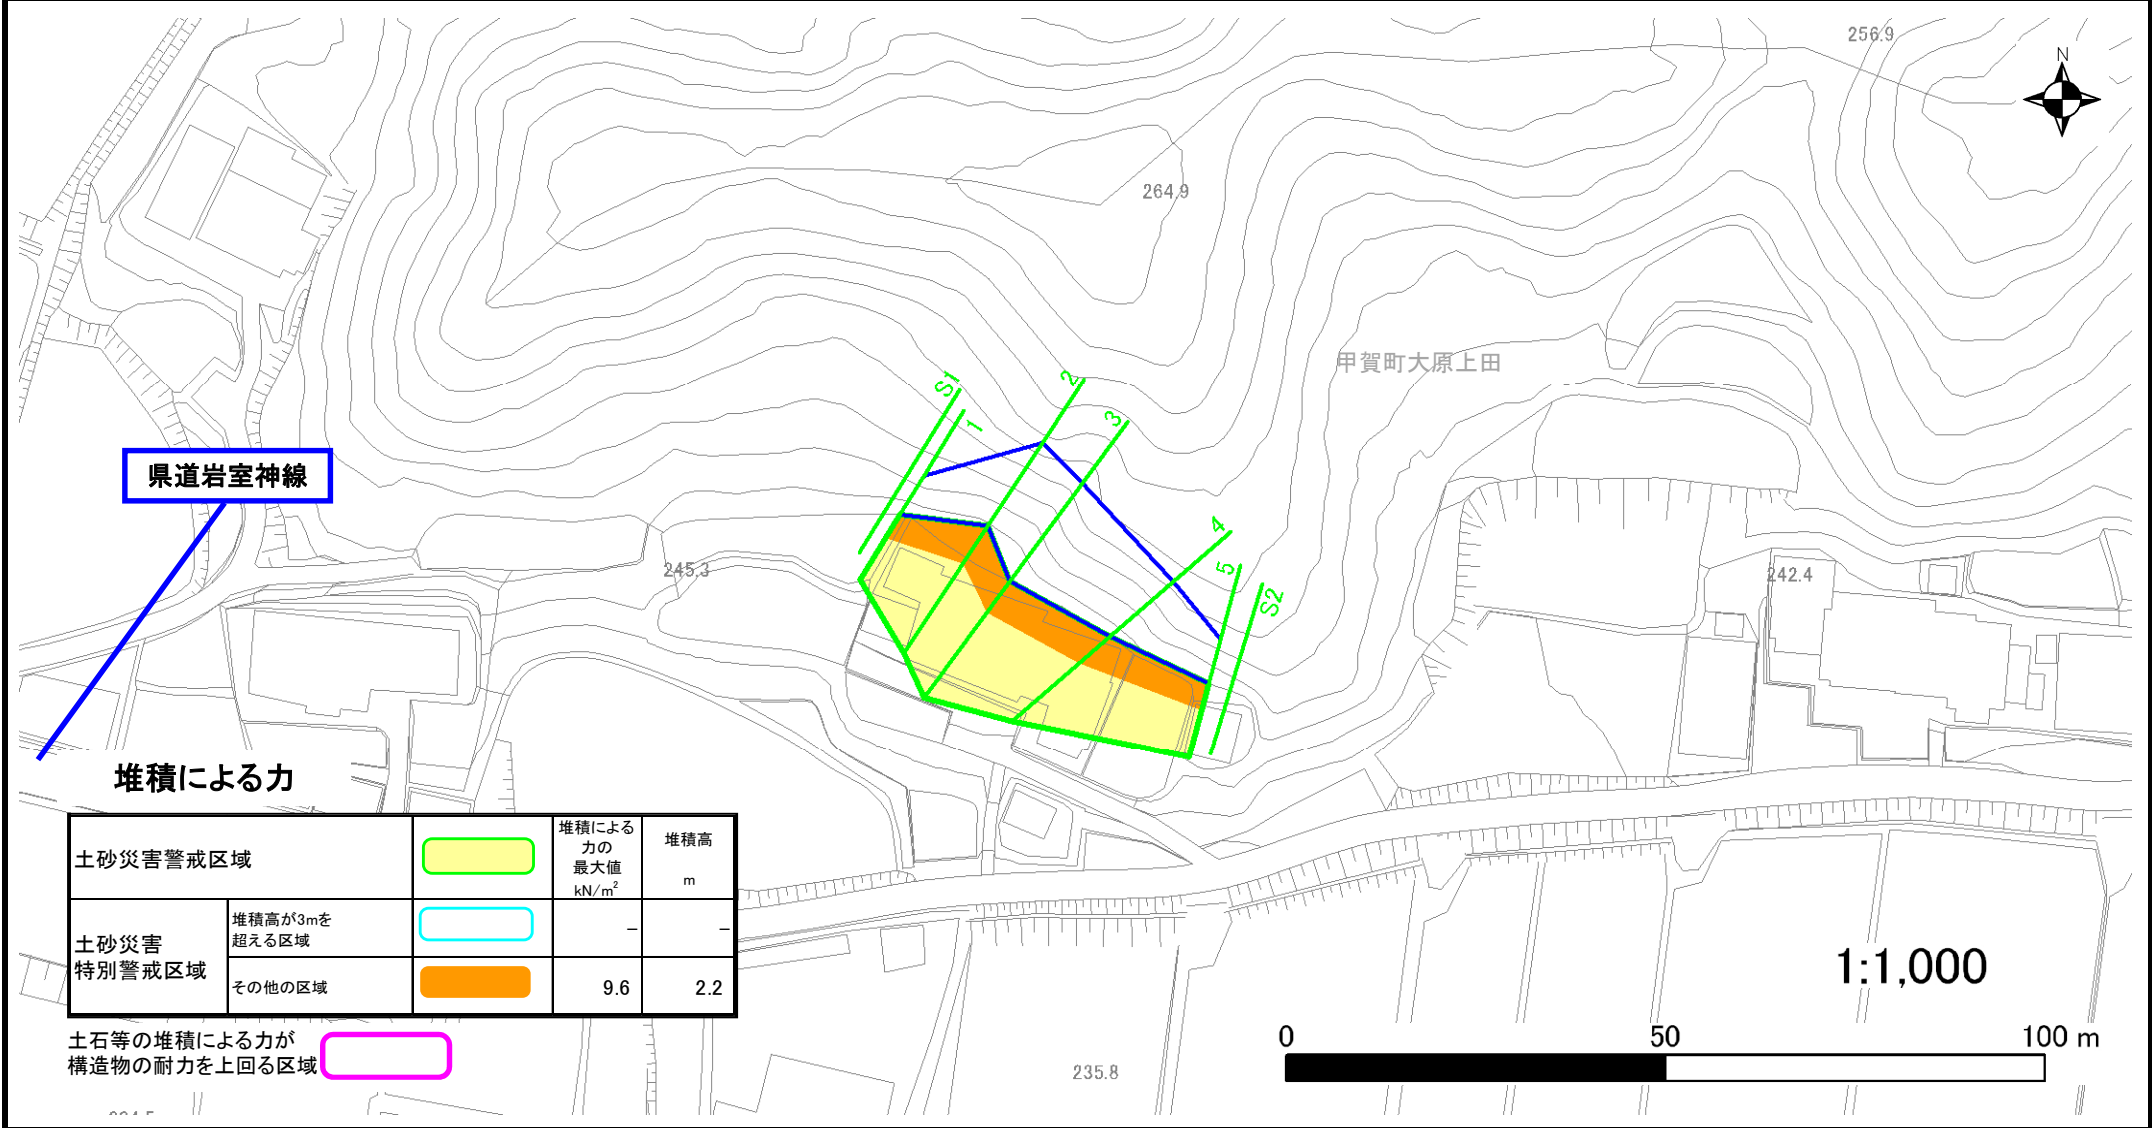 256.9
N
264.9
甲賀町大原上田
S1
1
2
3
4
5
S2
県道岩室神線
245.3
242.4
堆積による力
土砂災害警戒区域
堆積による
力の
最大値
kN/m²
堆積高
m
土砂災害
特別警戒区域
堆積高が3mを
超える区域
–
–
その他の区域
9.6
2.2
土石等の堆積による力が
構造物の耐力を上回る区域
235.8
1:1,000
0
50
100 m